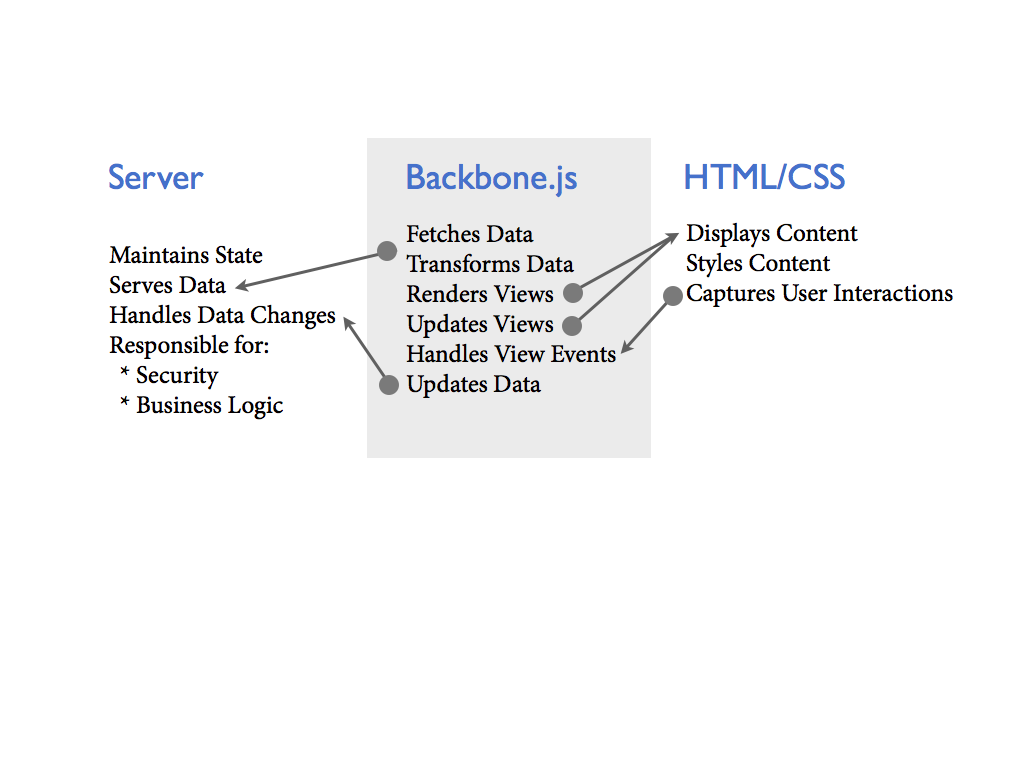 Server
Maintains State
Serves Data
Handles Data Changes
Responsible for:
* Security
* Business Logic
Backbone.js
Fetches Data
Transforms Data
Renders Views
Updates Views
Handles View Events
Updates Data
HTML/CSS
Displays Content
Styles Content
Captures User Interactions